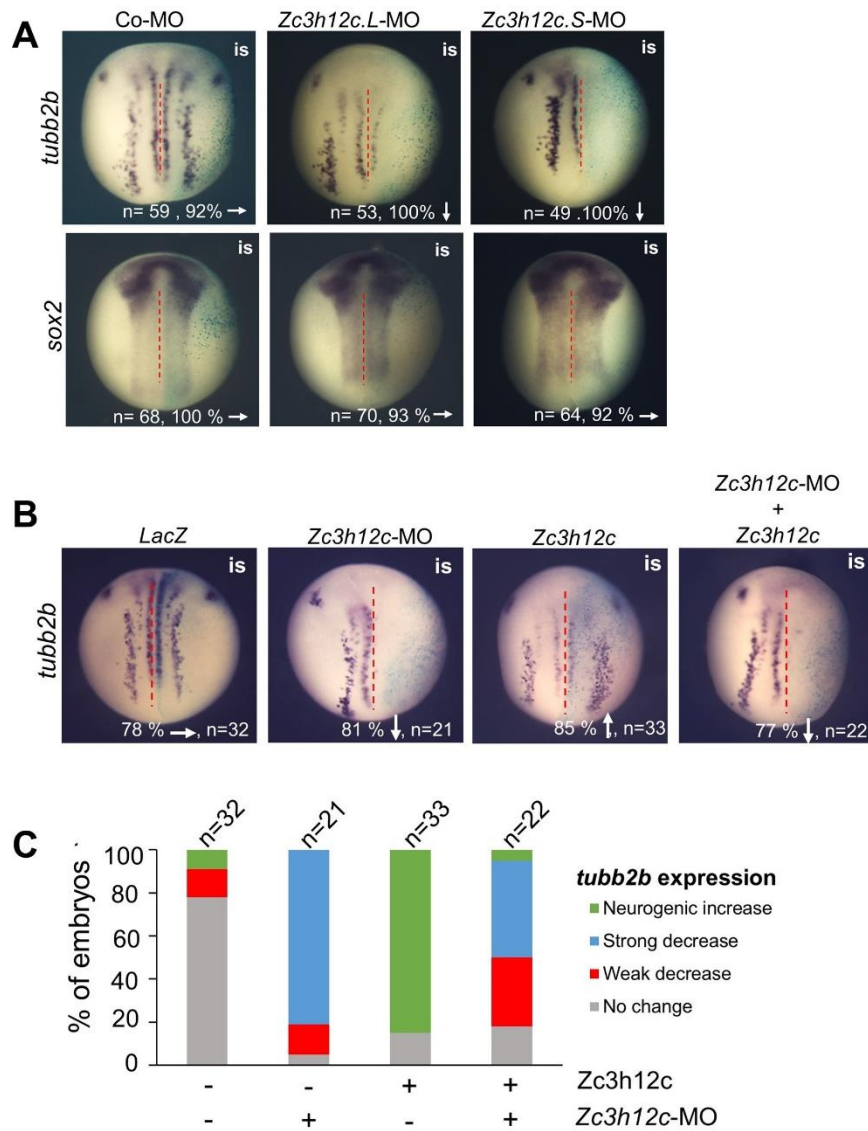 A
Co-MO
Zc3h12c.L-MO
Zc3h12c.S-MO
tubb2b
is
is
is
n= 59 , 92%
n= 53, 100%
n= 49 .100%
sox2
is
is
is
n= 68, 100 %
n= 70, 93 %
n= 64, 92 %
B
LacZ
Zc3h12c-MO
Zc3h12c
Zc3h12c-MO
+
Zc3h12c
tubb2b
is
is
is
is
78 % , n=32
81 % , n=21
85 % , n=33
77 % , n=22
C
n=32
n=21
n=33
n=22
% of embryos
100
80
60
40
20
0
tubb2b expression
Neurogenic increase
Strong decrease
Weak decrease
No change
- - + + Zc3h12c
- + - + Zc3h12c-MO